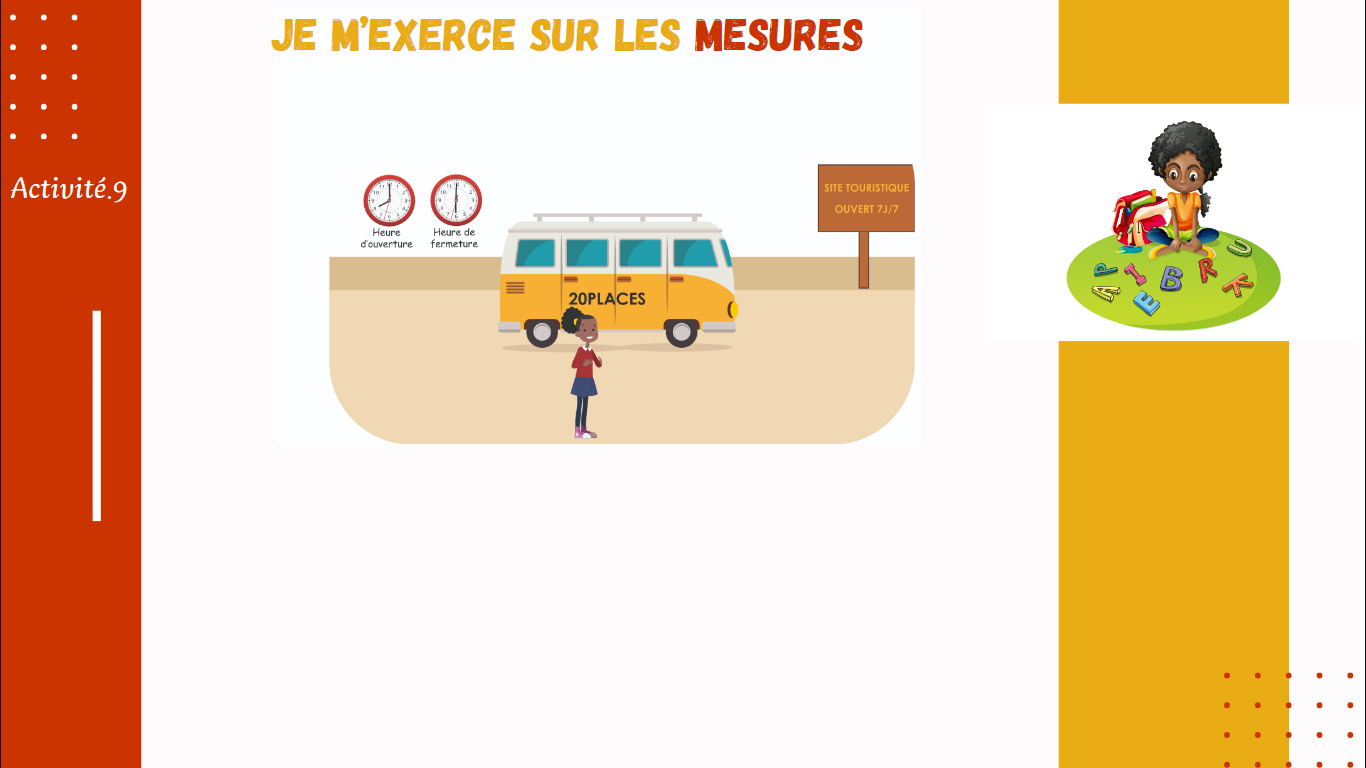 JE M'EXERCE SUR LES MESURES
Activité.9
Heure
d'ouverture
Heure de
fermeture
SITE TOURISTIQUE
OUVERT 7J/7
20PLACES
P
I
B
R
U
A
E
K